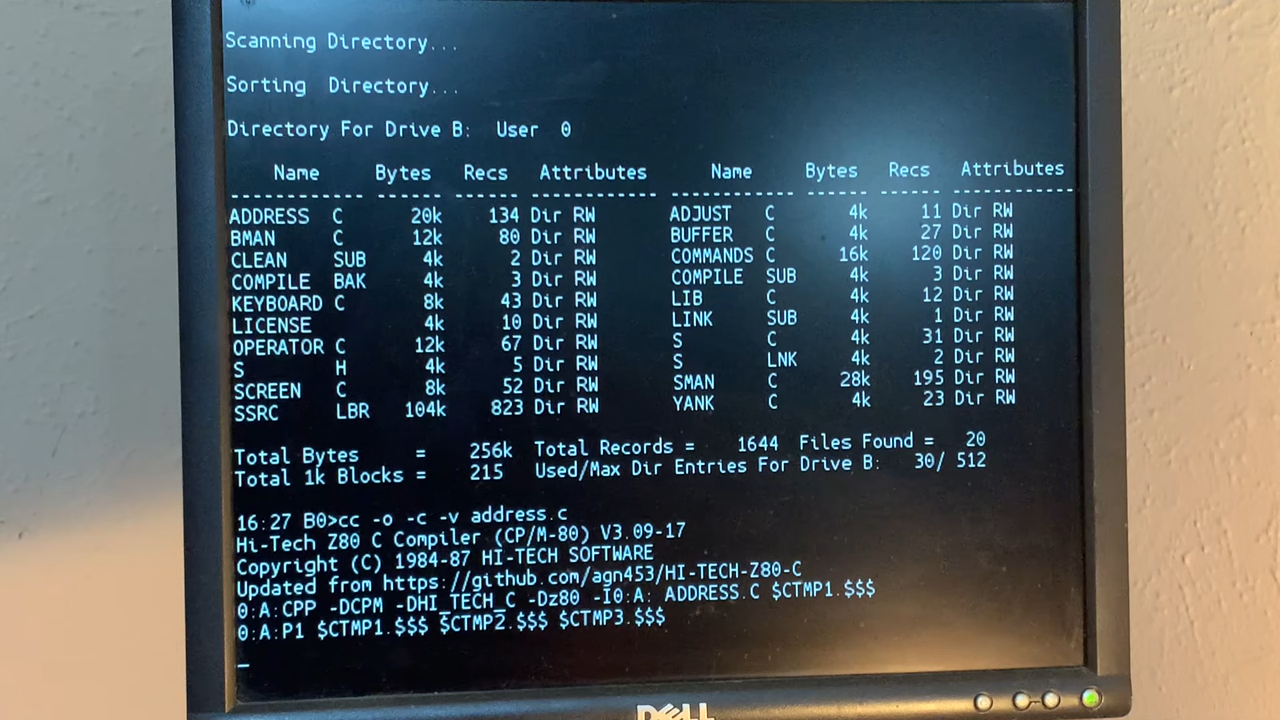 Scanning Directory...
Sorting  Directory...
Directory For Drive B:  User  0
Name     Bytes   Recs   Attributes      Name     Bytes   Recs   Attributes
------------ ------ ------ -----------  ------------ ------ ------ -----------
ADDRESS  C      20k    134 Dir RW       ADJUST   C       4k     11 Dir RW
BMAN     C      12k     80 Dir RW       BUFFER   C       4k     27 Dir RW
CLEAN    SUB     4k      2 Dir RW       COMMANDS C      16k    120 Dir RW
COMPILE  BAK     4k      3 Dir RW       COMPILE  SUB     4k      3 Dir RW
KEYBOARD C       8k     43 Dir RW       LIB      C       4k     12 Dir RW
LICENSE          4k     10 Dir RW       LINK     SUB     4k      1 Dir RW
OPERATOR C      12k     67 Dir RW       S        C       4k     31 Dir RW
S        H       4k      5 Dir RW       S        LNK     4k      2 Dir RW
SCREEN   C       8k     52 Dir RW       SMAN     C      28k    195 Dir RW
SSRC     LBR   104k    823 Dir RW       YANK     C       4k     23 Dir RW
Total Bytes     =    256k  Total Records =    1644  Files Found =   20
Total 1k Blocks =    215   Used/Max Dir Entries For Drive B:   30/ 512
16:27 B0>cc -o -c -v address.c
Hi-Tech Z80 C Compiler (CP/M-80) V3.09-17
Copyright (C) 1984-87 HI-TECH SOFTWARE
Updated from https://github.com/agn453/HI-TECH-Z80-C
0:A:CPP -DCPM -DHI_TECH_C -Dz80 -I0:A: ADDRESS.C $CTMP1.$$$
0:A:P1 $CTMP1.$$$ $CTMP2.$$$ $CTMP3.$$$
_
DELL